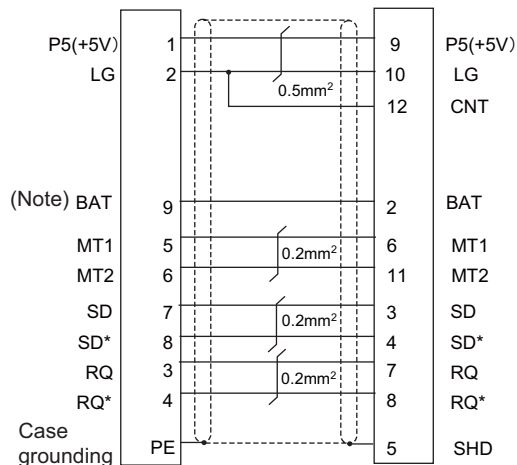 P5(+5V) 1 9 P5(+5V)
LG 2 10 LG
0.5mm²
12 CNT
(Note) BAT 9 2 BAT
MT1 5 6 MT1
0.2mm²
MT2 6 11 MT2
SD 7 3 SD
0.2mm²
SD* 8 4 SD*
RQ 3 7 RQ
0.2mm²
RQ* 4 8 RQ*
Case
grounding PE 5 SHD